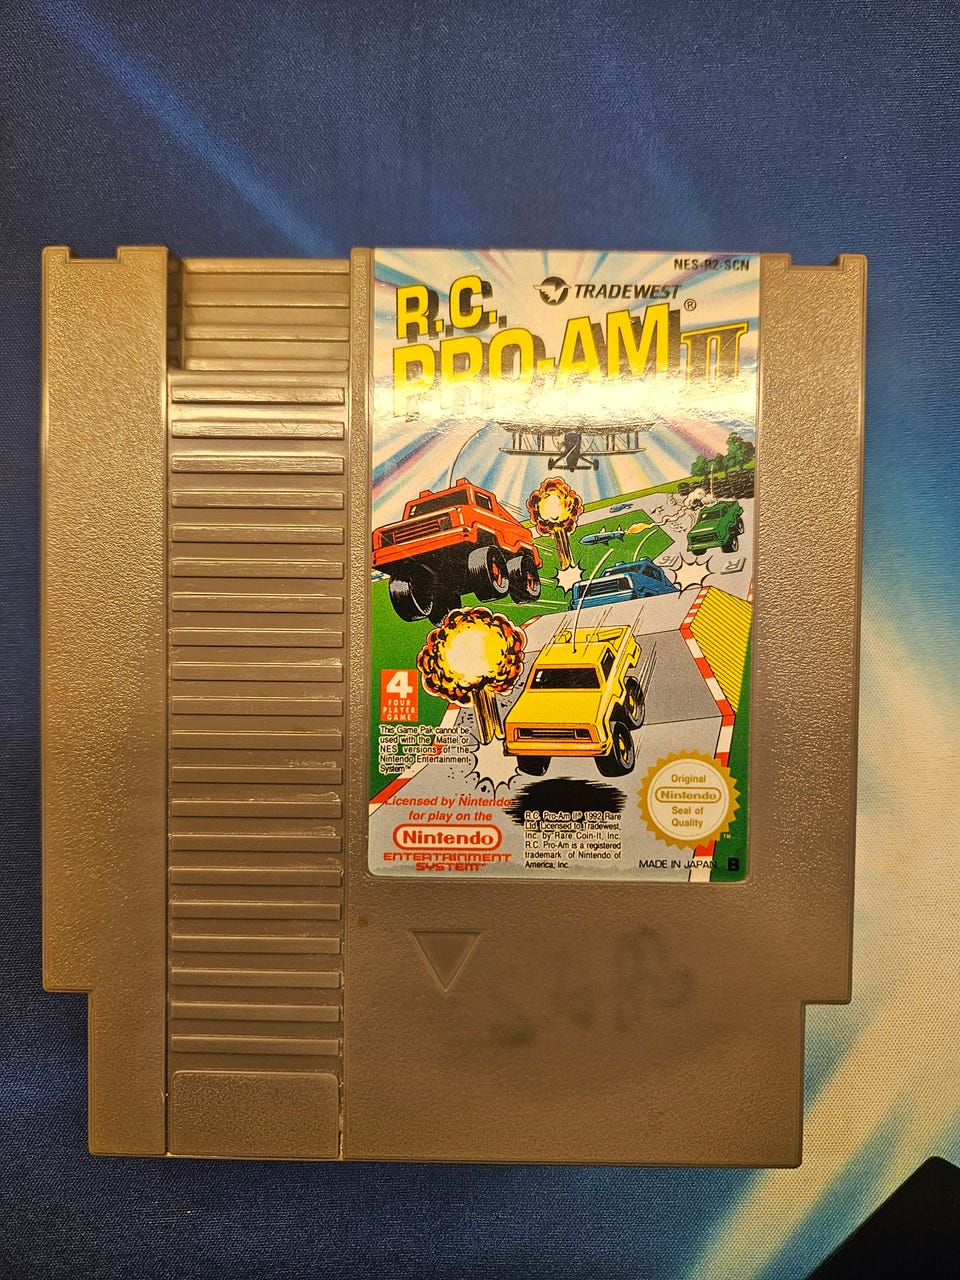 NES-R2-SCN
TRADEWEST
R.C.
PRO-AM II®
4
FOUR
PLAYER
GAME
This Game Pak cannot be
used with the Mattel or
NES versions of the
Nintendo Entertainment
System™.
Licensed by Nintendo
for play on the
Nintendo
ENTERTAINMENT
SYSTEM™
R.C. Pro-Am II® 1992 Rare
Ltd. Licensed to Tradewest,
Inc. by Rare Coin-It, Inc.
R.C. Pro-Am is a registered
trademark of Nintendo of
America, Inc.
Original
Nintendo
Seal of
Quality
TM
MADE IN JAPAN B